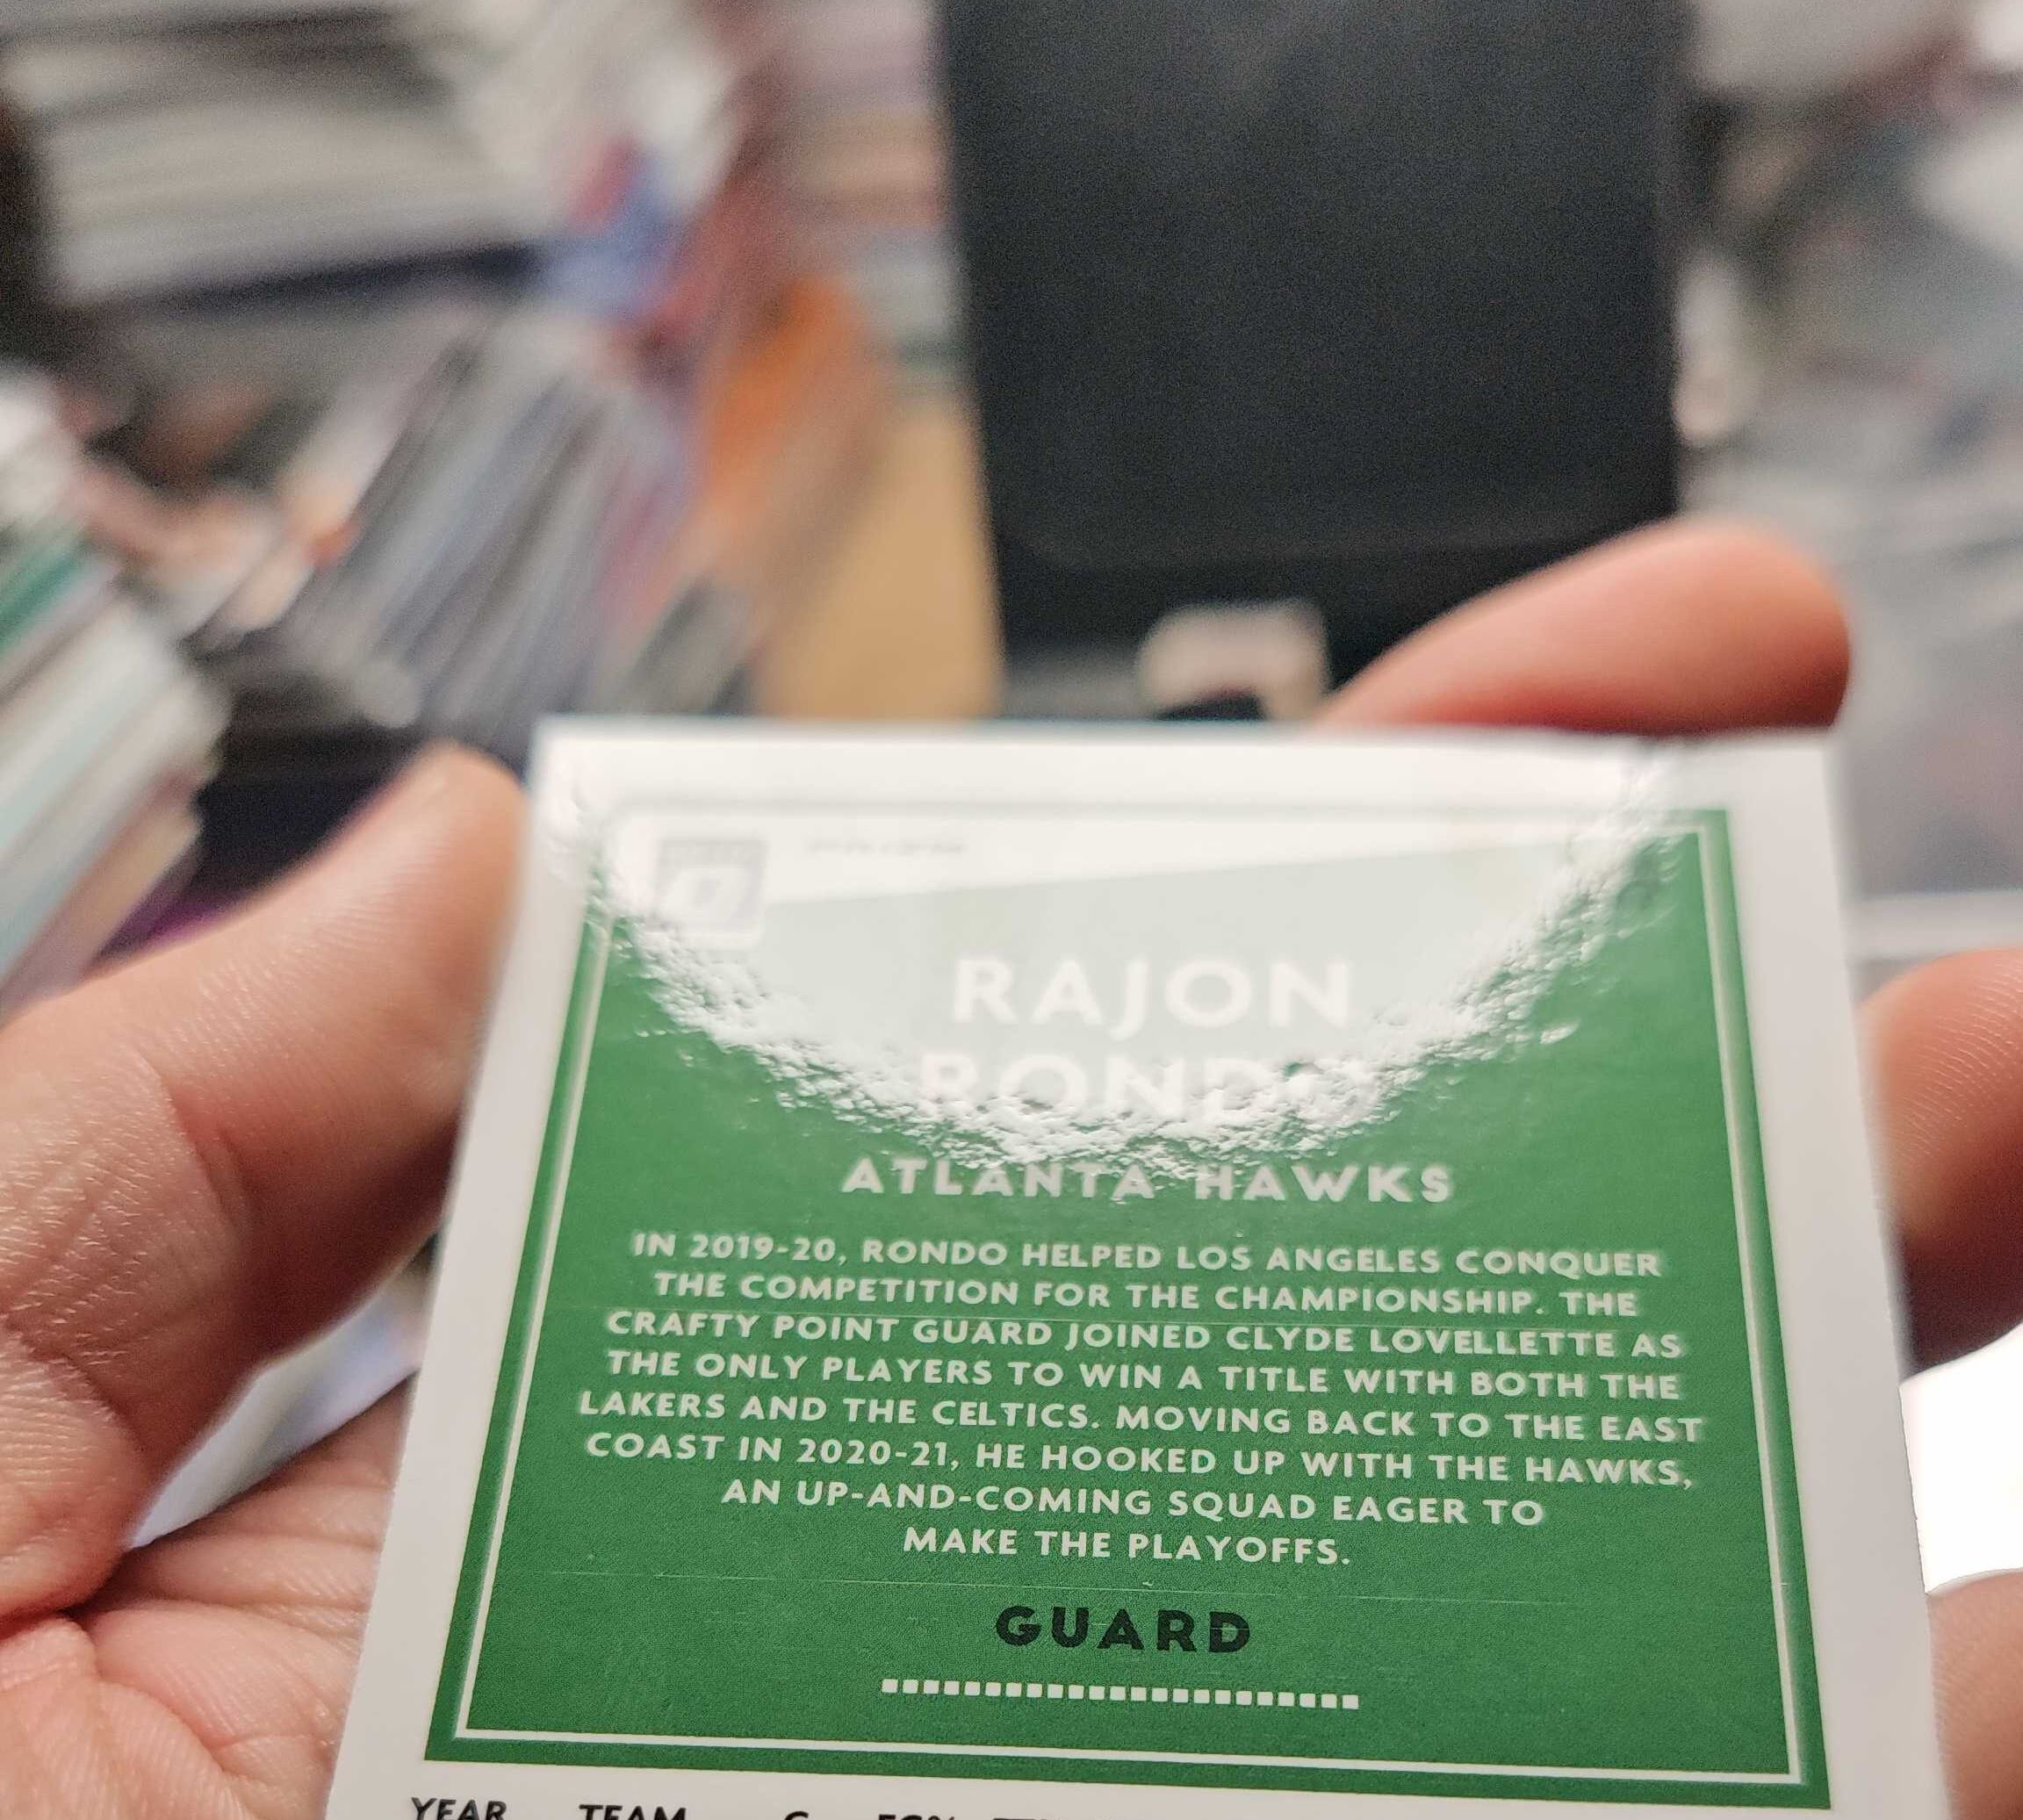 PRIZM
RAJON
RONDO
ATLANTA HAWKS
IN 2019-20, RONDO HELPED LOS ANGELES CONQUER
THE COMPETITION FOR THE CHAMPIONSHIP. THE
CRAFTY POINT GUARD JOINED CLYDE LOVELLETTE AS
THE ONLY PLAYERS TO WIN A TITLE WITH BOTH THE
LAKERS AND THE CELTICS. MOVING BACK TO THE EAST
COAST IN 2020-21, HE HOOKED UP WITH THE HAWKS,
AN UP-AND-COMING SQUAD EAGER TO
MAKE THE PLAYOFFS.
GUARD
YEAR TEAM G FG%